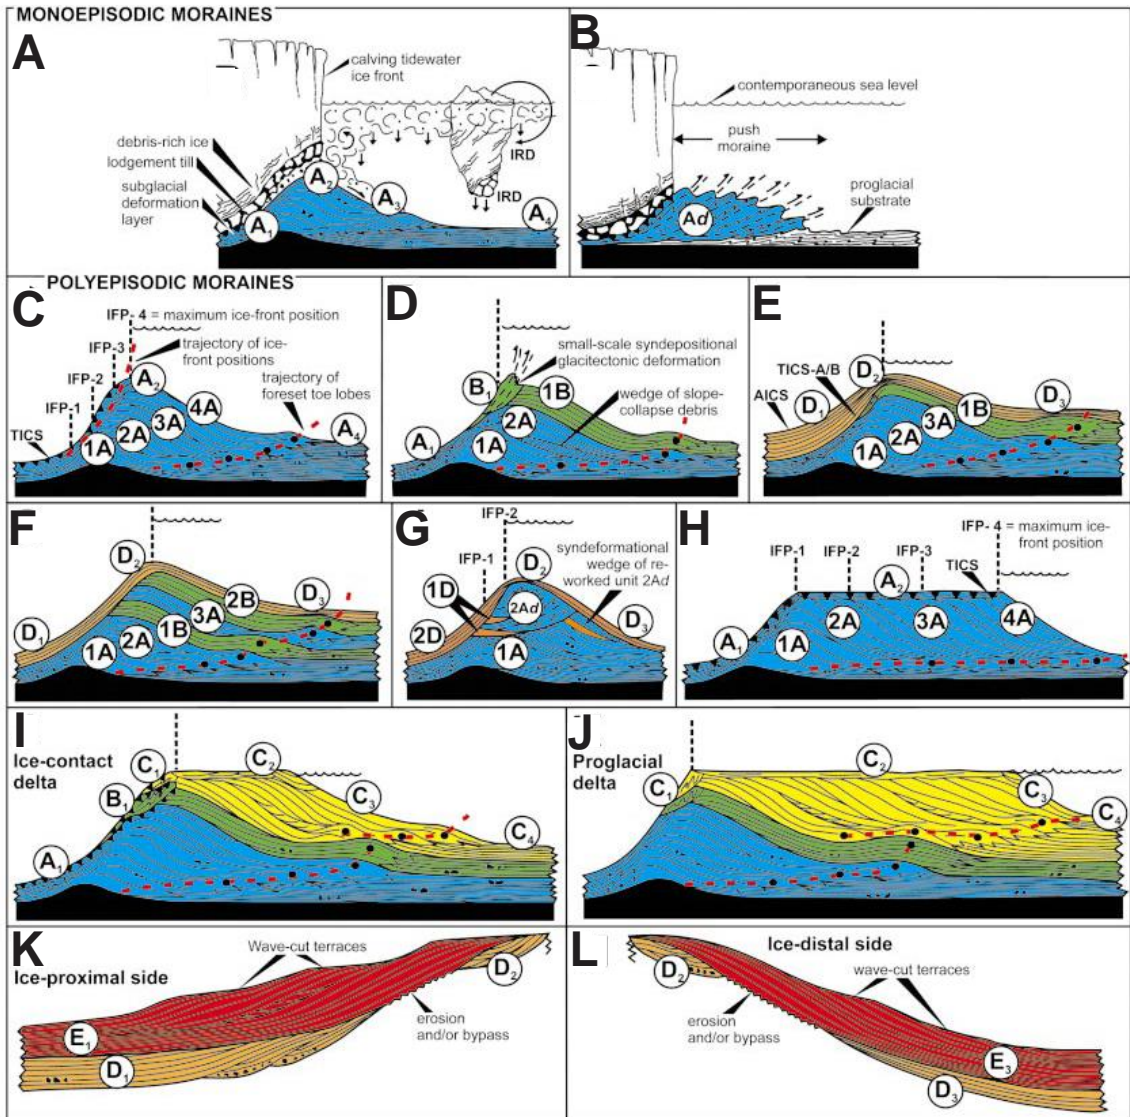 MONOEPISODIC MORAINES
A
calving tidewater
ice front
debris-rich ice
lodgement till
subglacial
deformation
layer
IRD
IRD
A1
A2
A3
A4
B
contemporaneous sea level
push
moraine
proglacial
substrate
Ad
POLYEPISODIC MORAINES
C
IFP- 4 = maximum ice-front position
IFP-3
trajectory of ice-
front positions
IFP-2
trajectory of
foreset toe lobes
IFP-1
TICS
A2
1A
2A
3A
4A
A4
D
small-scale syndepositional
glacitectonic deformation
wedge of slope-
collapse debris
B1
1B
2A
1A
A1
E
TICS-A/B
AICS
D2
D1
D3
1B
3A
2A
1A
F
D2
D1
D3
2B
3A
1B
2A
1A
G
IFP-2
IFP-1
syndeformational
wedge of re-
worked unit 2Ad
D2
1D
2Ad
2D
1A
D3
H
IFP- 4 = maximum ice-
front position
IFP-1
IFP-2
IFP-3
TICS
A2
A1
1A
2A
3A
4A
I
Ice-contact
delta
C1
C2
B1
C3
A1
C4
J
Proglacial
delta
C2
C1
C3
C4
K
Wave-cut terraces
Ice-proximal side
D2
erosion
and/or bypass
E1
D1
L
Ice-distal side
D2
wave-cut terraces
erosion
and/or bypass
E3
D3